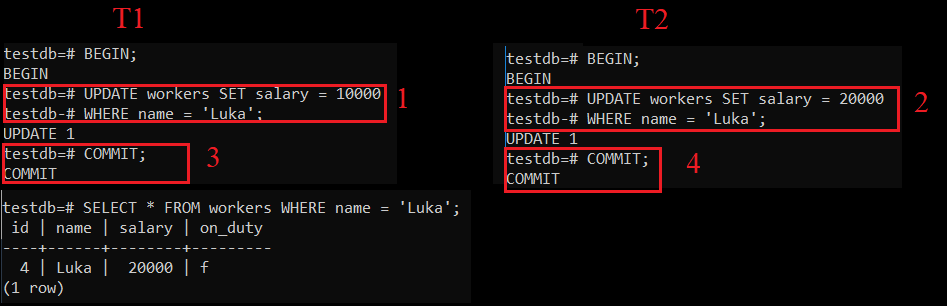 T1
testdb=# BEGIN;
BEGIN
testdb=# UPDATE workers SET salary = 10000
testdb-# WHERE name =  'Luka';
UPDATE 1
testdb=# COMMIT;
COMMIT
1
3
testdb=# SELECT * FROM workers WHERE name = 'Luka';
 id | name | salary | on_duty
----+------+--------+---------
  4 | Luka |  20000 | f
(1 row)
T2
testdb=# BEGIN;
BEGIN
testdb=# UPDATE workers SET salary = 20000
testdb-# WHERE name = 'Luka';
UPDATE 1
testdb=# COMMIT;
COMMIT
2
4